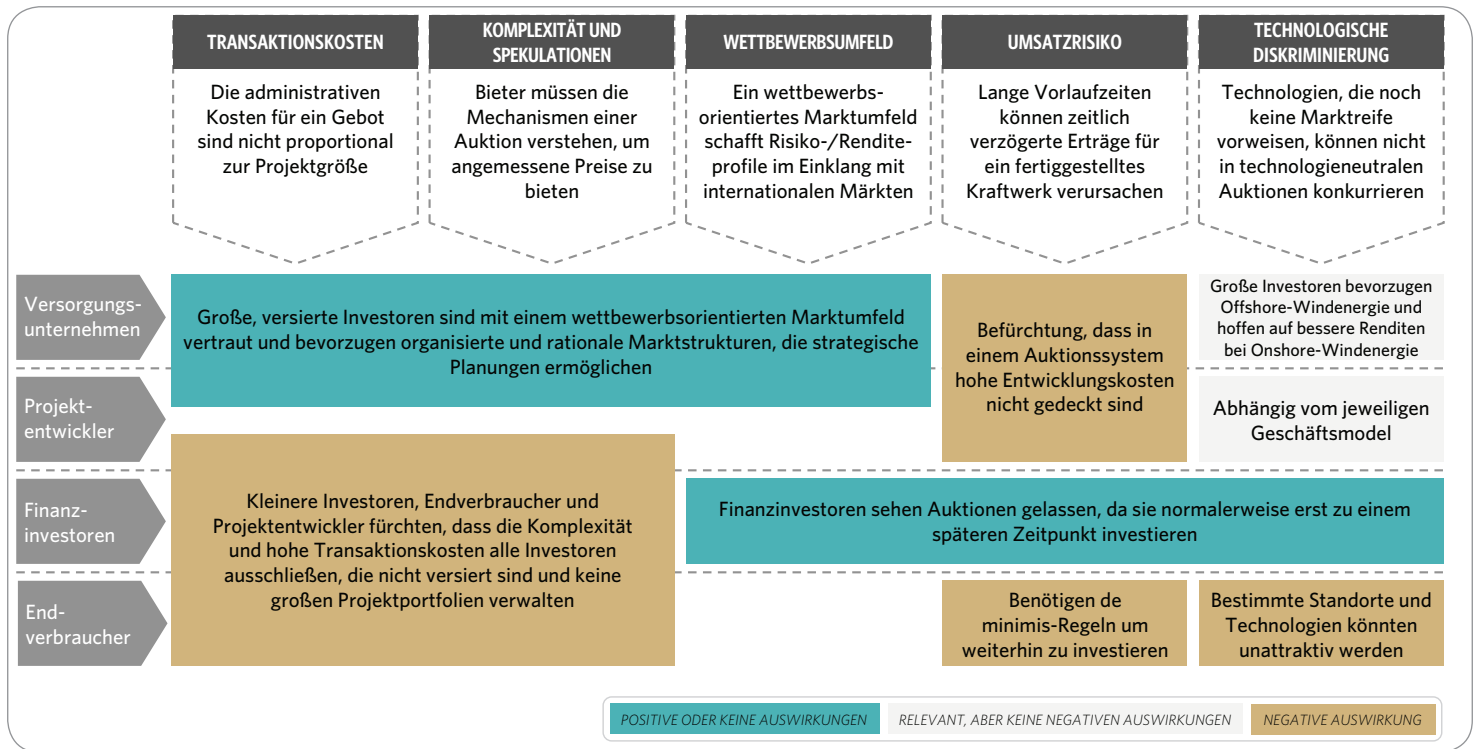 TRANSAKTIONSKOSTEN
KOMPLEXITÄT UND
SPEKULATIONEN
WETTBEWERBSUMFELD
UMSATZRISIKO
TECHNOLOGISCHE
DISKRIMINIERUNG
Die administrativen
Kosten für ein Gebot
sind nicht proportional
zur Projektgröße
Bieter müssen die
Mechanismen einer
Auktion verstehen, um
angemessene Preise zu
bieten
Ein wettbewerbs-
orientiertes Marktumfeld
schafft Risiko-/Rendite-
profile im Einklang mit
internationalen Märkten
Lange Vorlaufzeiten
können zeitlich
verzögerte Erträge für
ein fertiggestelltes
Kraftwerk verursachen
Technologien, die noch
keine Marktreife
vorweisen, können nicht
in technologieneutralen
Auktionen konkurrieren
Versorgungs-
unternehmen
Große, versierte Investoren sind mit einem wettbewerbsorientierten Marktumfeld
vertraut und bevorzugen organisierte und rationale Marktstrukturen, die strategische
Planungen ermöglichen
Befürchtung, dass in
einem Auktionssystem
hohe Entwicklungskosten
nicht gedeckt sind
Große Investoren bevorzugen
Offshore-Windenergie und
hoffen auf bessere Renditen
bei Onshore-Windenergie
Projekt-
entwickler
Abhängig vom jeweiligen
Geschäftsmodel
Kleinere Investoren, Endverbraucher und
Projektentwickler fürchten, dass die Komplexität
und hohe Transaktionskosten alle Investoren
ausschließen, die nicht versiert sind und keine
großen Projektportfolien verwalten
Finanz-
investoren
Finanzinvestoren sehen Auktionen gelassen, da sie normalerweise erst zu einem
späteren Zeitpunkt investieren
End-
verbraucher
Benötigen de
minimis-Regeln um
weiterhin zu investieren
Bestimmte Standorte und
Technologien könnten
unattraktiv werden
POSITIVE ODER KEINE AUSWIRKUNGEN
RELEVANT, ABER KEINE NEGATIVEN AUSWIRKUNGEN
NEGATIVE AUSWIRKUNG